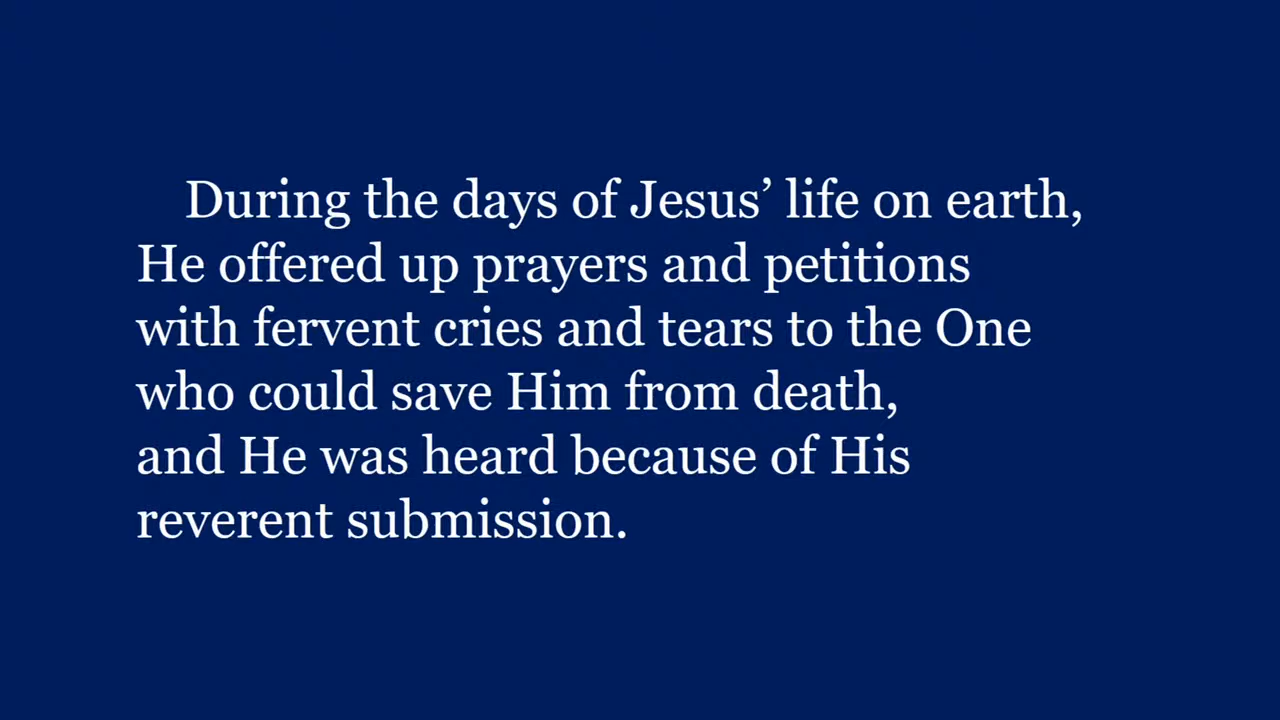 During the days of Jesus’ life on earth,
He offered up prayers and petitions
with fervent cries and tears to the One
who could save Him from death,
and He was heard because of His
reverent submission.